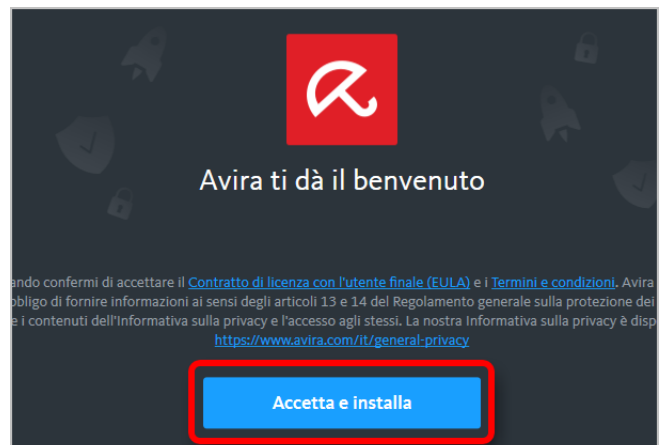 Avira ti dà il benvenuto
ando confermi di accettare il Contratto di licenza con l'utente finale (EULA) e i Termini e condizioni. Avira
obbligo di fornire informazioni ai sensi degli articoli 13 e 14 del Regolamento generale sulla protezione dei
e i contenuti dell'Informativa sulla privacy e l'accesso agli stessi. La nostra Informativa sulla privacy è disp
https://www.avira.com/it/general-privacy
Accetta e installa